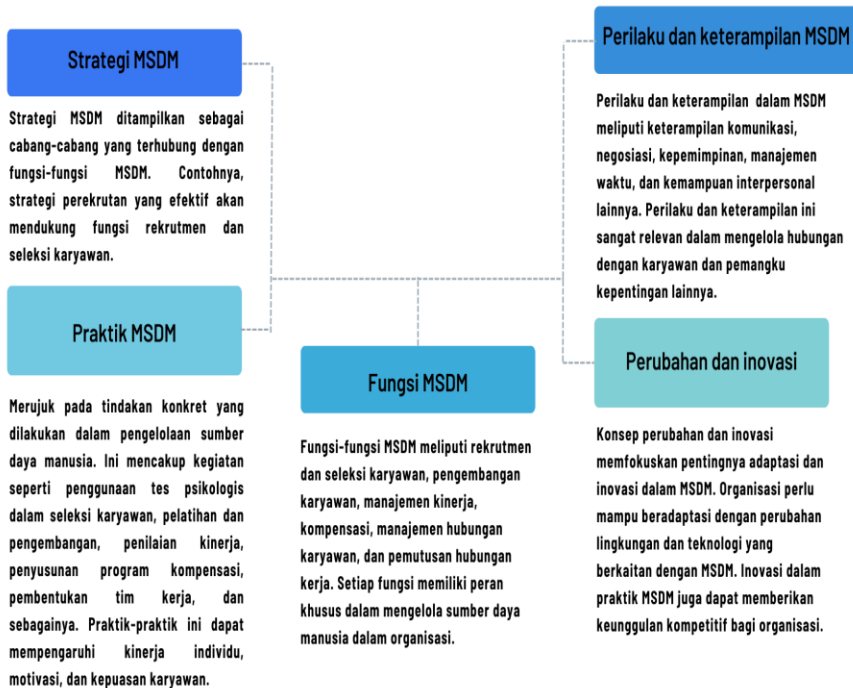 Strategi MSDM
Strategi MSDM ditampilkan sebagai
cabang-cabang yang terhubung dengan
fungsi-fungsi MSDM. Contohnya,
strategi perekrutan yang efektif akan
mendukung fungsi rekrutmen dan
seleksi karyawan.
Praktik MSDM
Merujuk pada tindakan konkret yang
dilakukan dalam pengelolaan sumber
daya manusia. Ini mencakup kegiatan
seperti penggunaan tes psikologis
dalam seleksi karyawan, pelatihan dan
pengembangan, penilaian kinerja,
penyusunan program kompensasi,
pembentukan tim kerja, dan
sebagainya. Praktik-praktik ini dapat
mempengaruhi kinerja individu,
motivasi, dan kepuasan karyawan.
Fungsi MSDM
Fungsi-fungsi MSDM meliputi rekrutmen
dan seleksi karyawan, pengembangan
karyawan, manajemen kinerja,
kompensasi, manajemen hubungan
karyawan, dan pemutusan hubungan
kerja. Setiap fungsi memiliki peran
khusus dalam mengelola sumber daya
manusia dalam organisasi.
Perilaku dan keterampilan MSDM
Perilaku dan keterampilan dalam MSDM
meliputi keterampilan komunikasi,
negosiasi, kepemimpinan, manajemen
waktu, dan kemampuan interpersonal
lainnya. Perilaku dan keterampilan ini
sangat relevan dalam mengelola hubungan
dengan karyawan dan pemangku
kepentingan lainnya.
Perubahan dan inovasi
Konsep perubahan dan inovasi
memfokuskan pentingnya adaptasi dan
inovasi dalam MSDM. Organisasi perlu
mampu beradaptasi dengan perubahan
lingkungan dan teknologi yang
berkaitan dengan MSDM. Inovasi dalam
praktik MSDM juga dapat memberikan
keunggulan kompetitif bagi organisasi.